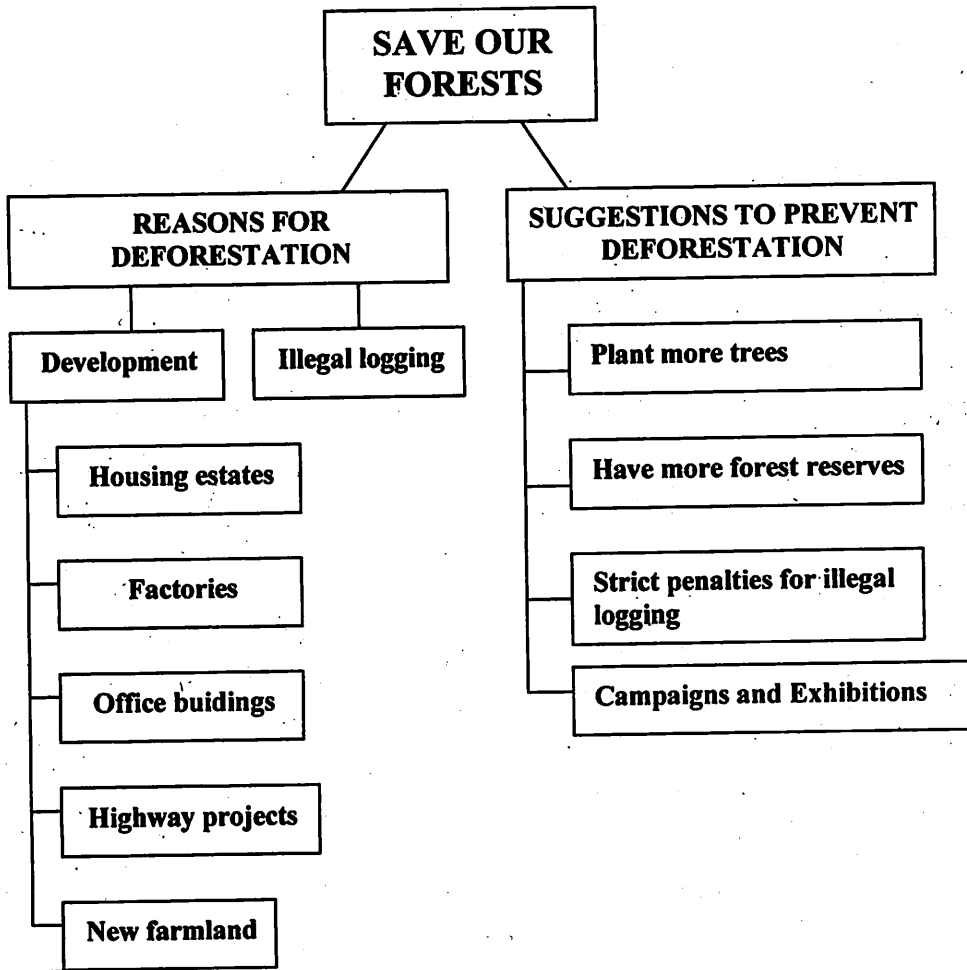 SAVE OUR
FORESTS
REASONS FOR
DEFORESTATION
Development
Illegal logging
Housing estates
Factories
Office buidings
Highway projects
New farmland
SUGGESTIONS TO PREVENT
DEFORESTATION
Plant more trees
Have more forest reserves
Strict penalties for illegal
logging
Campaigns and Exhibitions